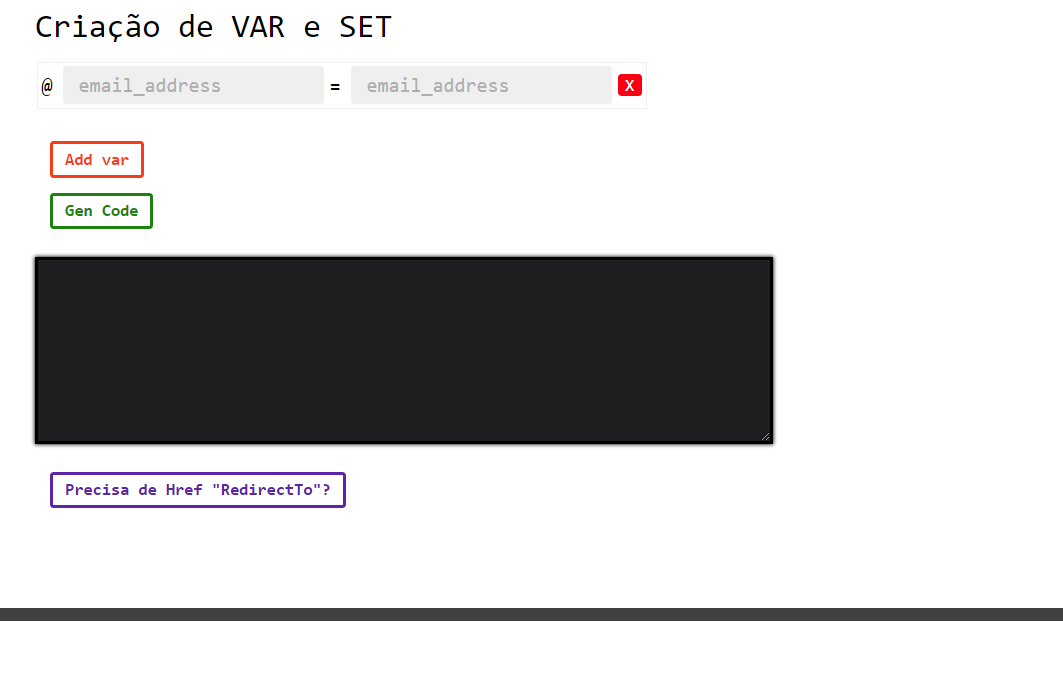 Criação de VAR e SET
@ email_address = email_address X
Add var
Gen Code
Precisa de Href "RedirectTo"?